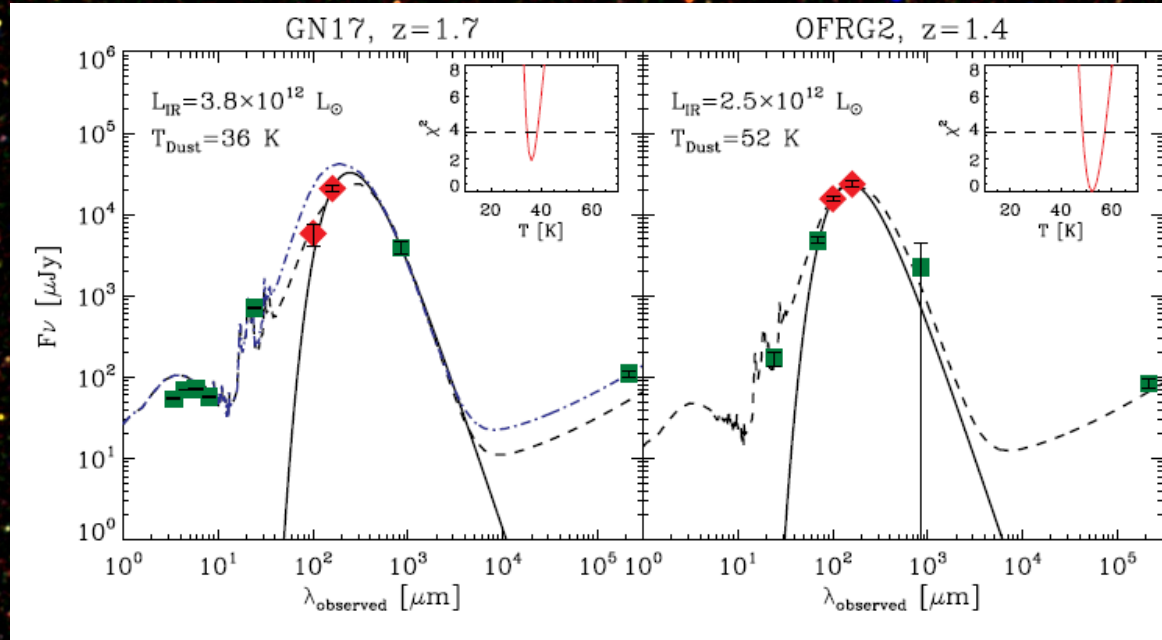 GN17, z=1.7
OFRG2, z=1.4
L_IR=3.8×10^12 L_⊙
T_Dust=36 K
χ²
8
6
4
2
0
20 40 60
T [K]
L_IR=2.5×10^12 L_⊙
T_Dust=52 K
χ²
8
6
4
2
0
20 40 60
T [K]
Fν [μJy]
10^6
10^5
10^4
10^3
10^2
10^1
10^0
10^0 10^1 10^2 10^3 10^4 10^5
λ_observed [μm]
10^0 10^1 10^2 10^3 10^4 10^5
λ_observed [μm]